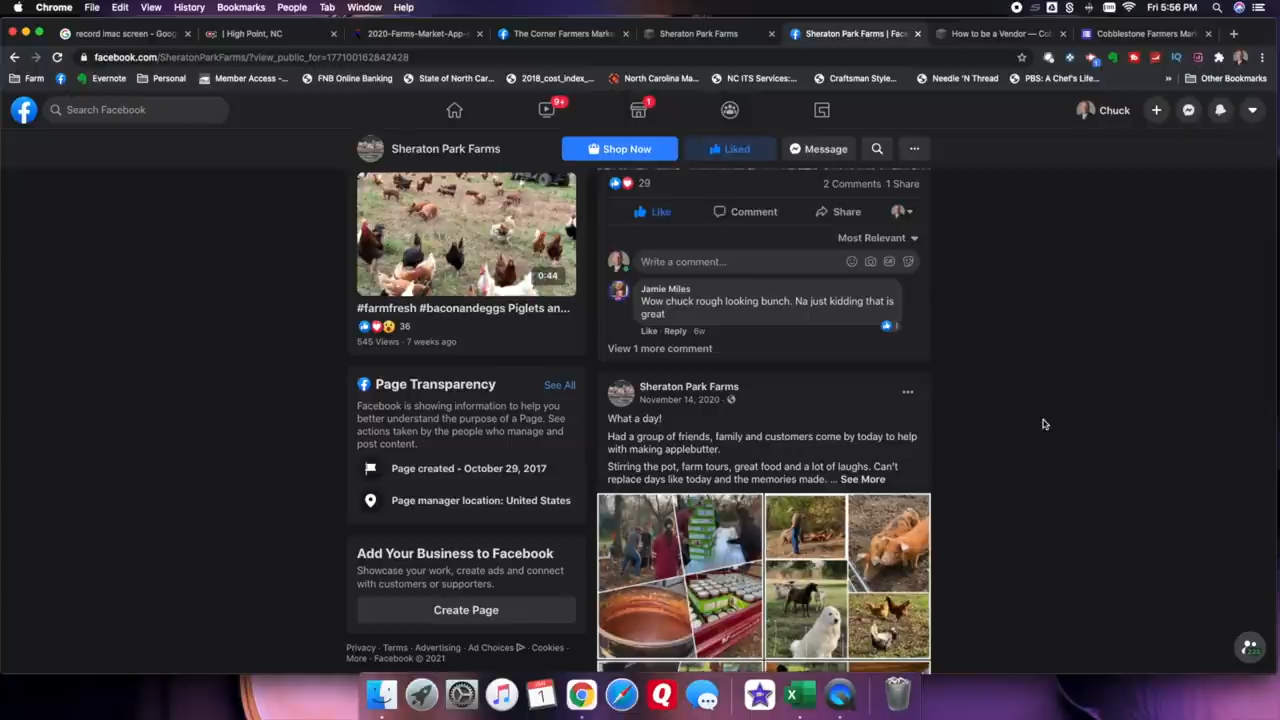 Chrome File Edit View History Bookmarks People Tab Window Help
Fri 5:56 PM
record imac screen - Goog
| High Point, NC
2020-Farms-Market-App-
The Corner Farmers Mark
Sheraton Park Farms
Sheraton Park Farms | Fac
How to be a Vendor — Col
Cobblestone Farmers Mar
facebook.com/SheratonParkFarms/?view_public_for=177100162842428
Farm
Evernote
Personal
Member Access -...
FNB Online Banking
State of North Car...
2018_cost_index_...
North Carolina Ma...
NC ITS Services:...
Craftsman Style...
Needle 'N Thread
PBS: A Chef's Life...
»
Other Bookmarks
Search Facebook
9+
1
Chuck
Sheraton Park Farms
Shop Now
Liked
Message
0:44
#farmfresh #baconandeggs Piglets an...
36
545 Views · 7 weeks ago
Page Transparency
See All
Facebook is showing information to help you
better understand the purpose of a Page. See
actions taken by the people who manage and
post content.
Page created - October 29, 2017
Page manager location: United States
Add Your Business to Facebook
Showcase your work, create ads and connect
with customers or supporters.
Create Page
Privacy · Terms · Advertising · Ad Choices · Cookies ·
More · Facebook © 2021
29
2 Comments 1 Share
Like
Comment
Share
Most Relevant
Write a comment...
GIF
Jamie Miles
Wow chuck rough looking bunch. Na just kidding that is
great
1
Like · Reply · 6w
View 1 more comment
Sheraton Park Farms
November 14, 2020 ·
What a day!
Had a group of friends, family and customers come by today to help
with making applebutter.
Stirring the pot, farm tours, great food and a lot of laughs. Can't
replace days like today and the memories made. ... See More